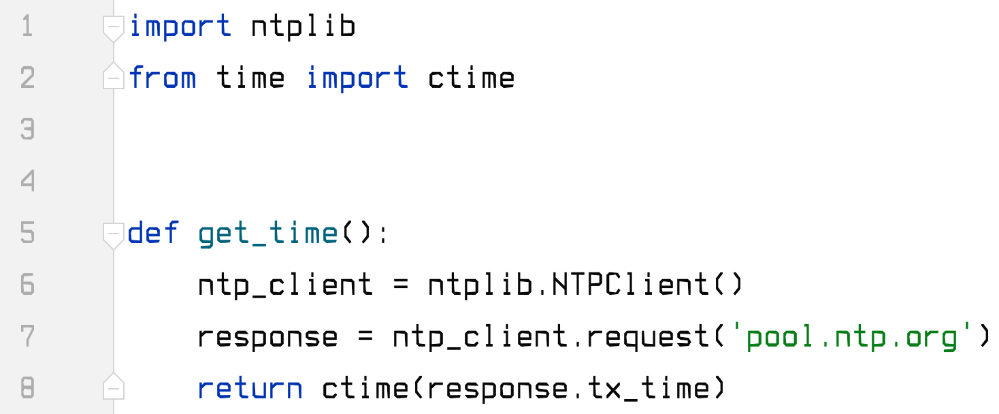 1 import ntplib
2 from time import ctime
3
4
5 def get_time():
6     ntp_client = ntplib.NTPClient()
7     response = ntp_client.request('pool.ntp.org')
8     return ctime(response.tx_time)